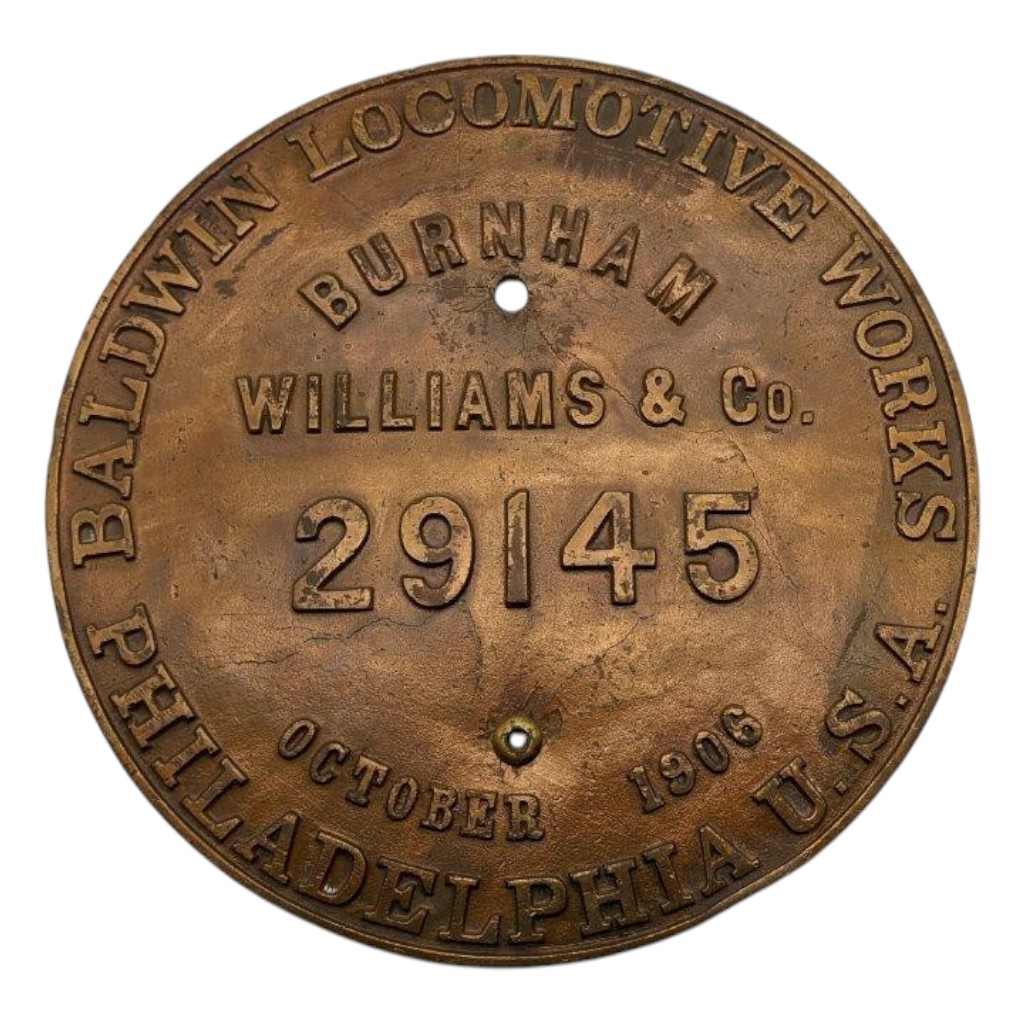 BALDWIN LOCOMOTIVE WORKS
BURNHAM
WILLIAMS & Co.
29145
OCTOBER 1906
PHILADELPHIA U.S.A.